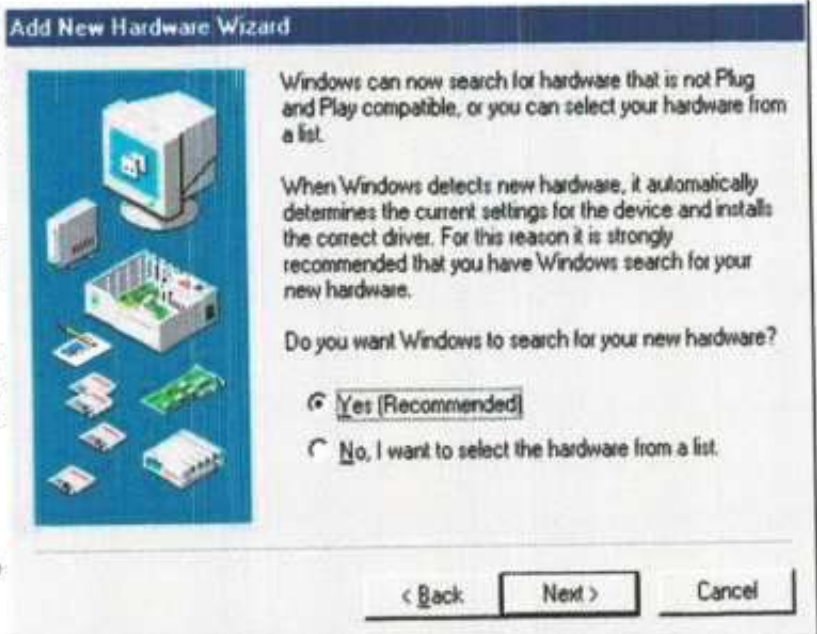 Add New Hardware Wizard
Windows can now search for hardware that is not Plug
and Play compatible, or you can select your hardware from
a list.
When Windows detects new hardware, it automatically
determines the current settings for the device and installs
the correct driver. For this reason it is strongly
recommended that you have Windows search for your
new hardware.
Do you want Windows to search for your new hardware?
Yes (Recommended)
No, I want to select the hardware from a list.
< Back
Next >
Cancel